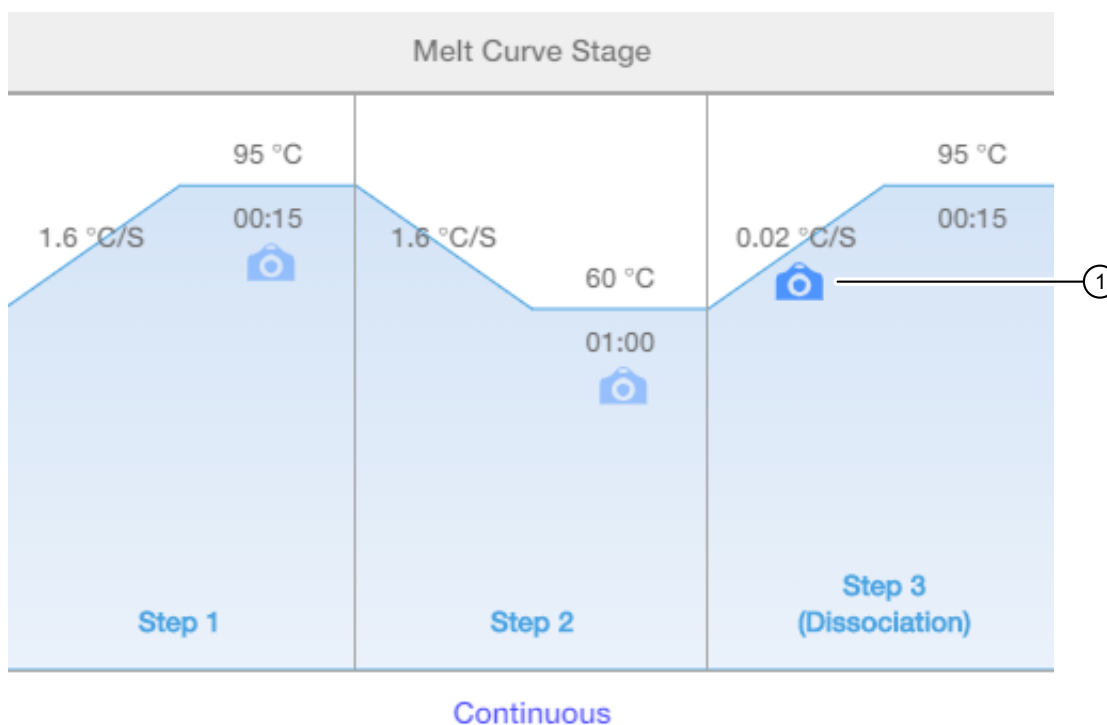 Melt Curve Stage
1.6 °C/S
95 °C
00:15
Step 1
1.6 °C/S
60 °C
01:00
Step 2
0.02 °C/S
95 °C
00:15
Step 3
(Dissociation)
1
Continuous